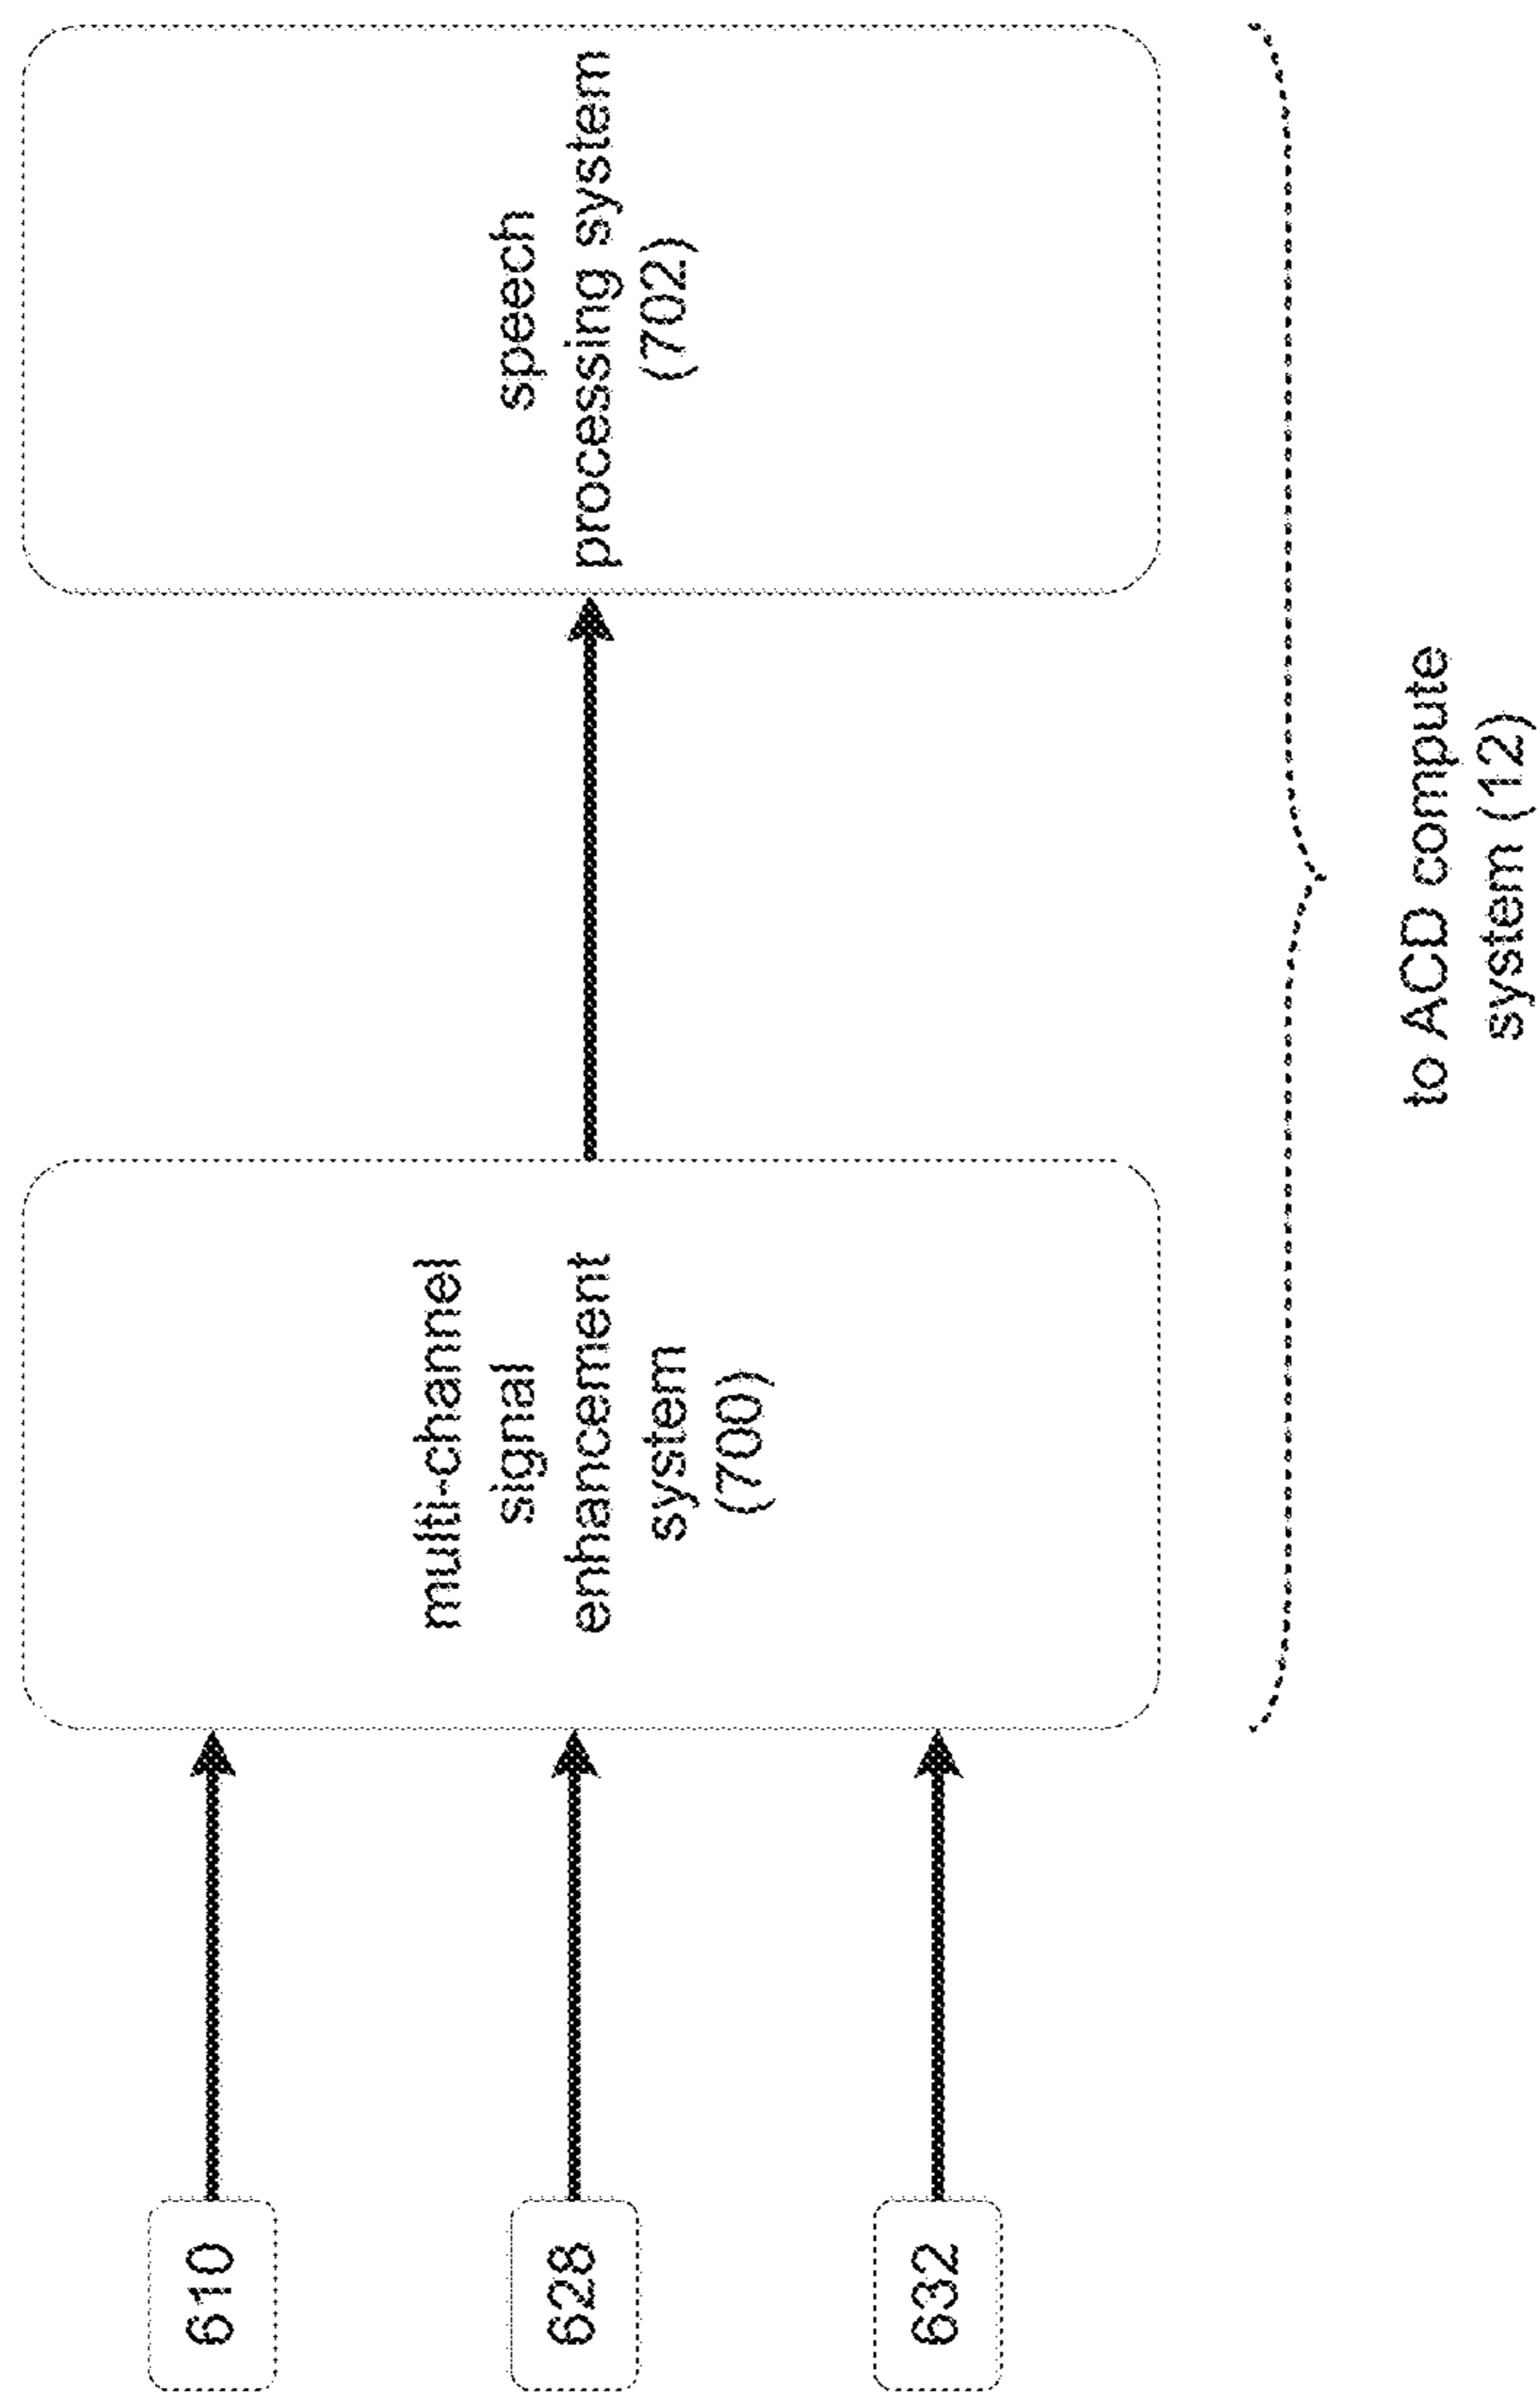 610
628
632
multi-channel
signal
enhancement
system
(700)
speech
processing system
(702)
to ACD compute
system (12)